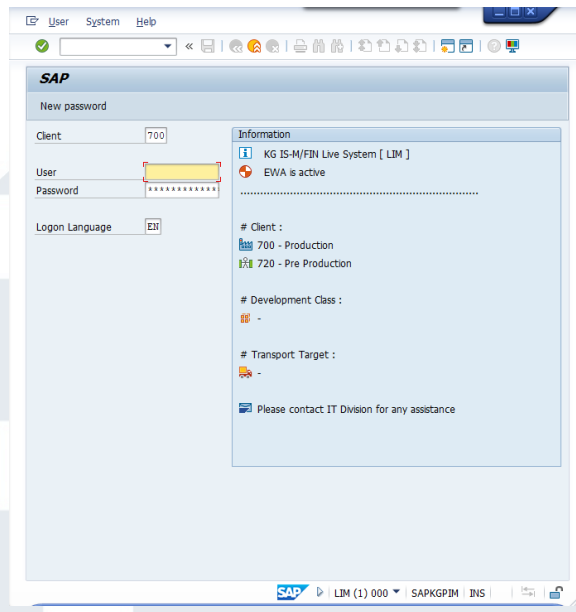 User System Help
SAP
New password
Client 700
User
Password ***********
Logon Language EN
Information
KG IS-M/FIN Live System [ LIM ]
EWA is active
# Client :
700 - Production
720 - Pre Production
# Development Class :
-
# Transport Target :
-
Please contact IT Division for any assistance
SAP LIM (1) 000 SAPKGPIM INS